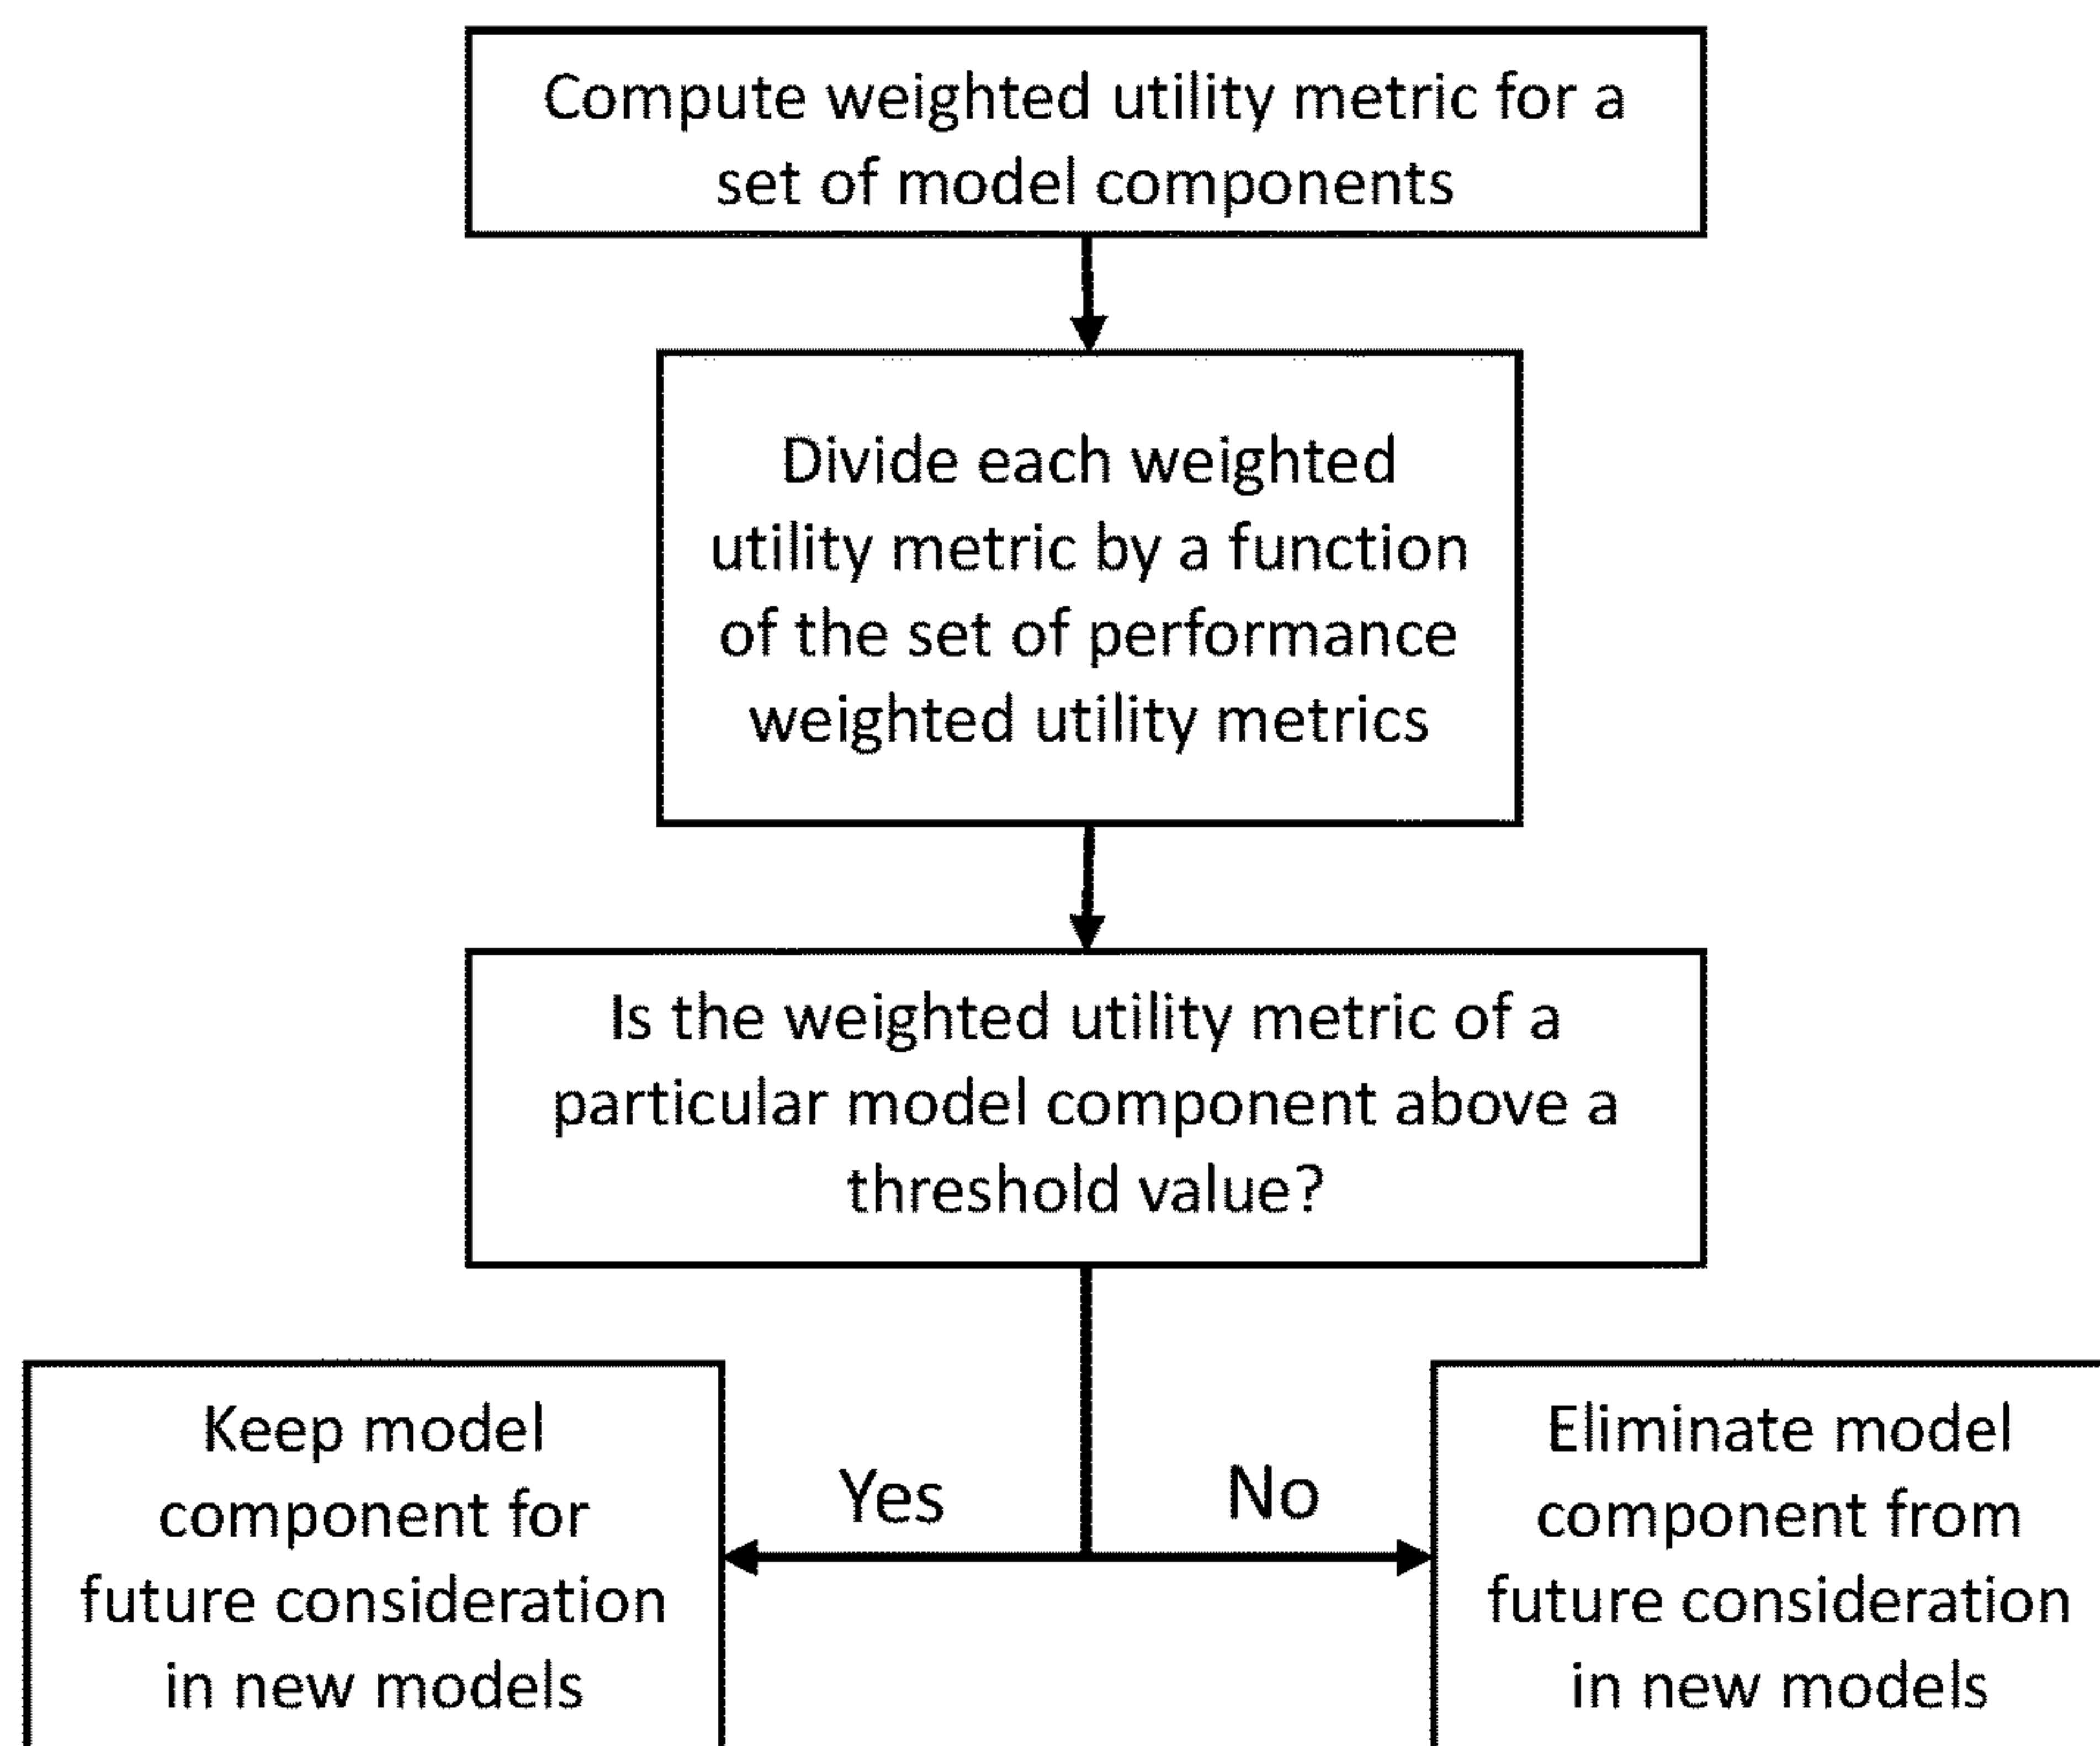 Compute weighted utility metric for a
set of model components
Divide each weighted
utility metric by a function
of the set of performance
weighted utility metrics
Is the weighted utility metric of a
particular model component above a
threshold value?
Yes
No
Keep model
component for
future consideration
in new models
Eliminate model
component from
future consideration
in new models